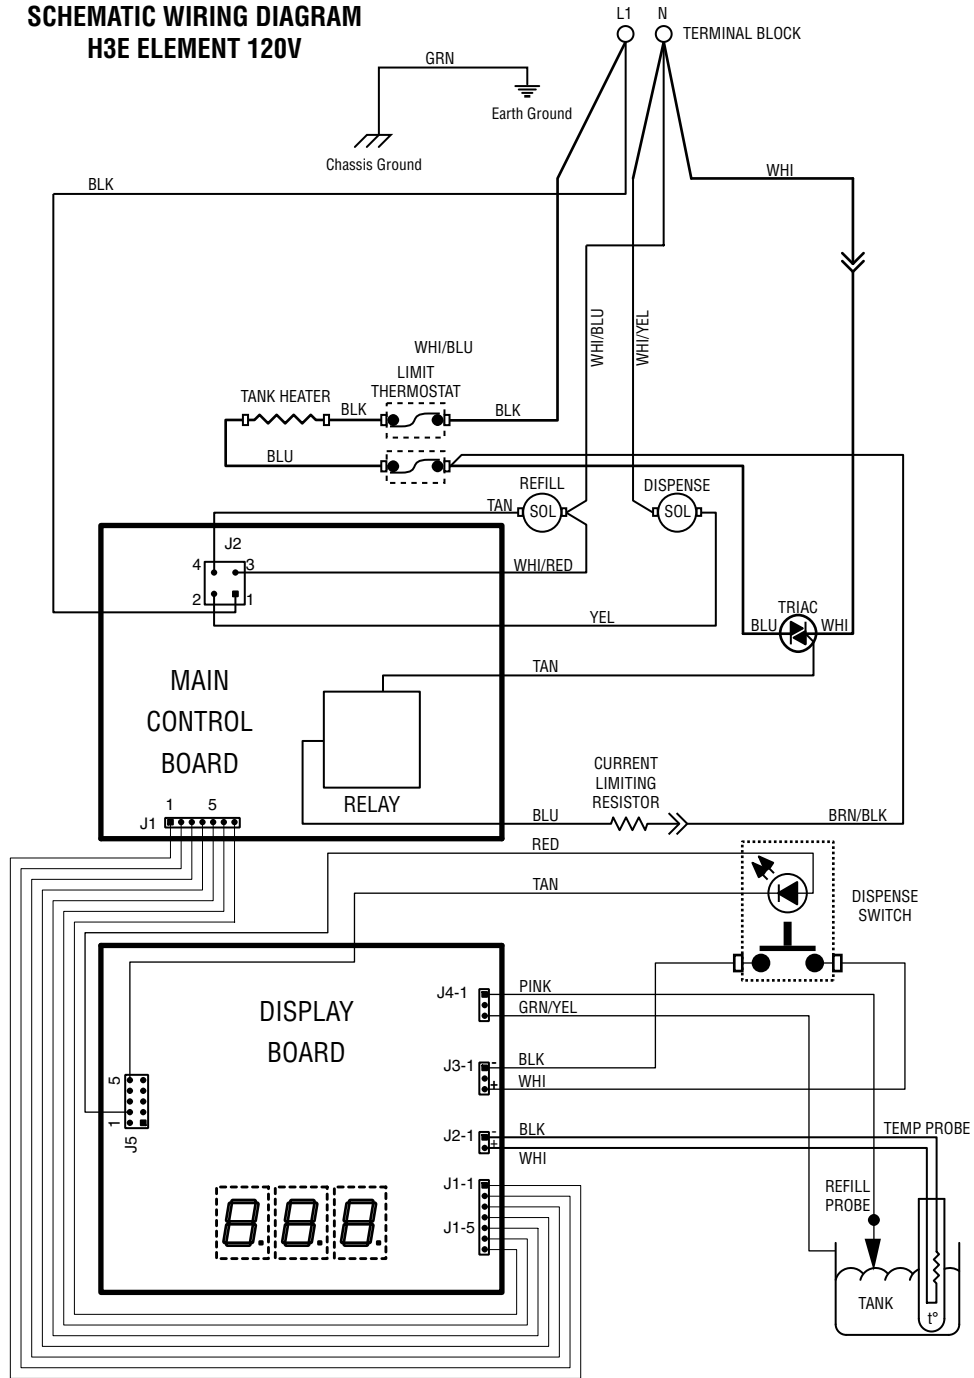 SCHEMATIC WIRING DIAGRAM
H3E ELEMENT 120V
L1
N
TERMINAL BLOCK
GRN
Earth Ground
Chassis Ground
BLK
WHI
WHI/BLU
WHI/YEL
WHI/BLU
LIMIT
THERMOSTAT
TANK HEATER
BLK
BLK
BLU
REFILL
DISPENSE
TAN
SOL
SOL
J2
4
3
WHI/RED
2
1
YEL
TRIAC
BLU
WHI
TAN
MAIN
CONTROL
BOARD
RELAY
CURRENT
LIMITING
RESISTOR
BLU
BRN/BLK
1
5
J1
RED
TAN
DISPENSE
SWITCH
DISPLAY
BOARD
J4-1
PINK
GRN/YEL
J3-1
-
+
BLK
WHI
5
1
J5
J2-1
-
+
BLK
WHI
TEMP PROBE
J1-1
J1-5
8.8.8.
REFILL
PROBE
TANK
t°